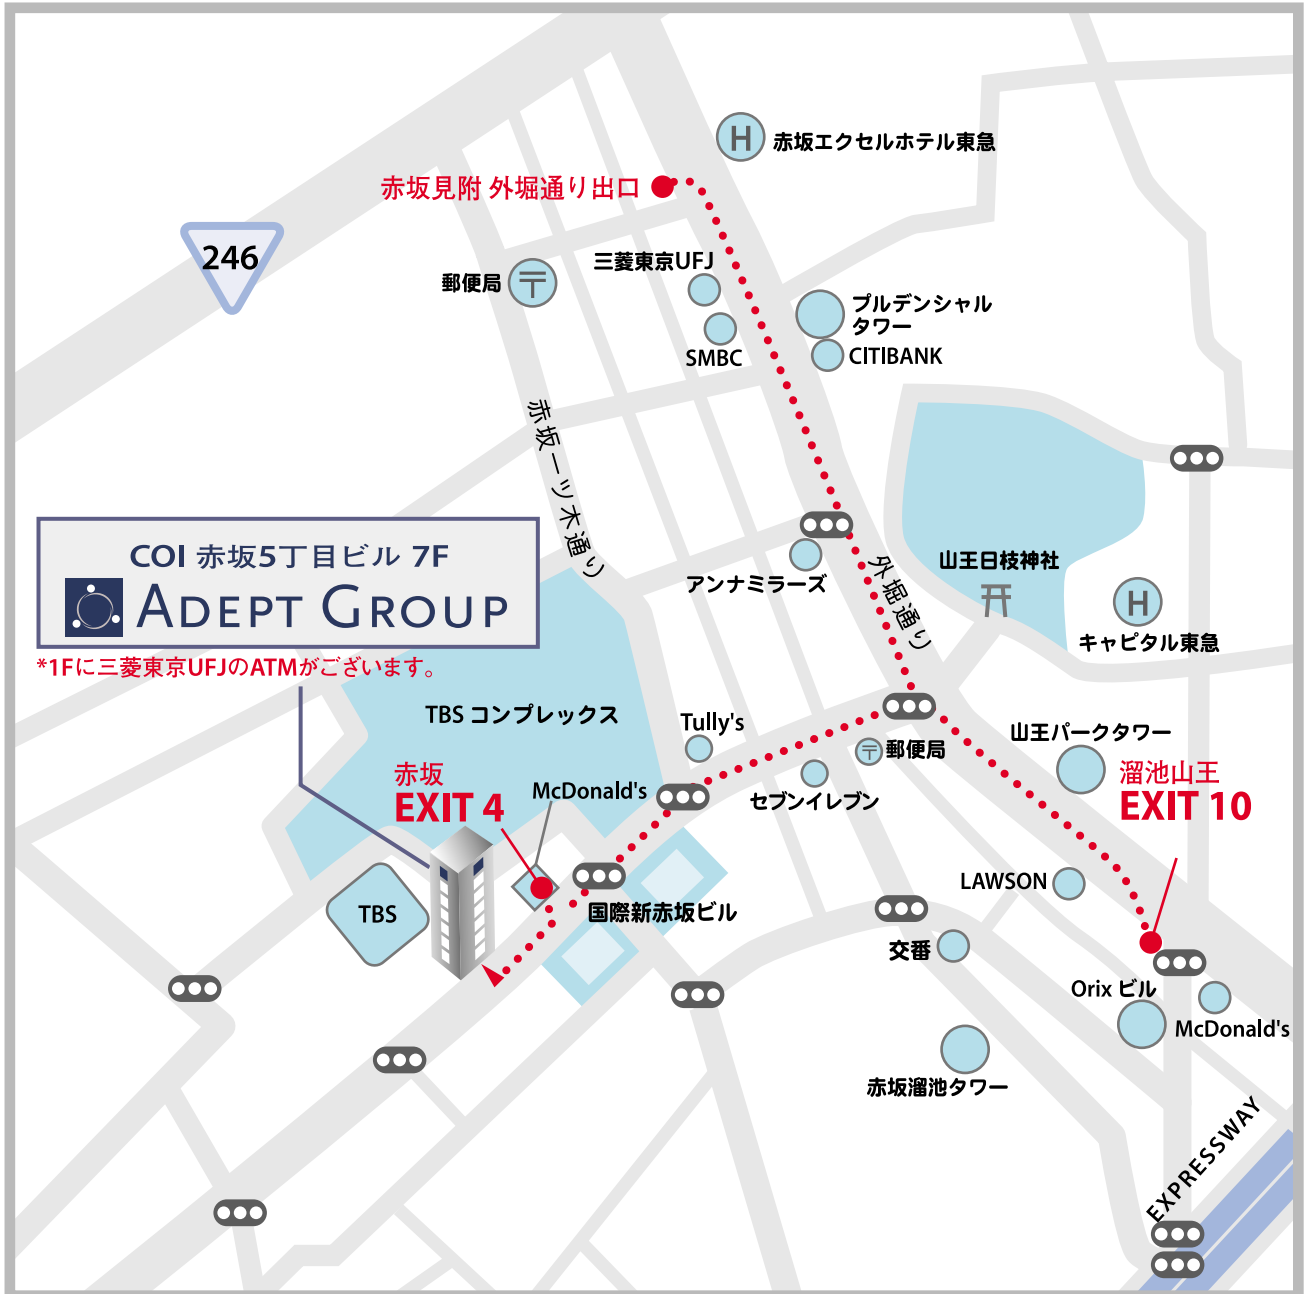 赤坂エクセルホテル東急
赤坂見附 外堀通り出口
246
三菱東京UFJ
郵便局
プルデンシャル
タワー
SMBC
CITIBANK
赤坂一ツ木通り
COI 赤坂5丁目ビル 7F
ADEPT GROUP
*1Fに三菱東京UFJのATMがございます。
アンナミラーズ
外堀通り
山王日枝神社
キャピタル東急
TBS コンプレックス
Tully's
郵便局
山王パークタワー
赤坂
EXIT 4
McDonald's
セブンイレブン
溜池山王
EXIT 10
LAWSON
TBS
国際新赤坂ビル
交番
Orix ビル
McDonald's
赤坂溜池タワー
EXPRESSWAY
H
H
〒
〒